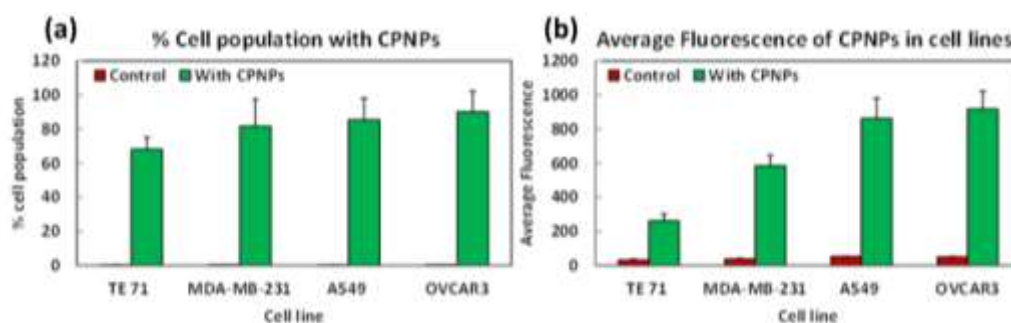 (a)
% Cell population with CPNPs
Control With CPNPs
% cell population
120
100
80
60
40
20
0
TE 71 MDA-MB-231 A549 OVCAR3
Cell line
(b)
Average Fluorescence of CPNPs in cell lines
Control With CPNPs
Average Fluorescence
1200
1000
800
600
400
200
0
TE 71 MDA-MB-231 A549 OVCAR3
Cell line